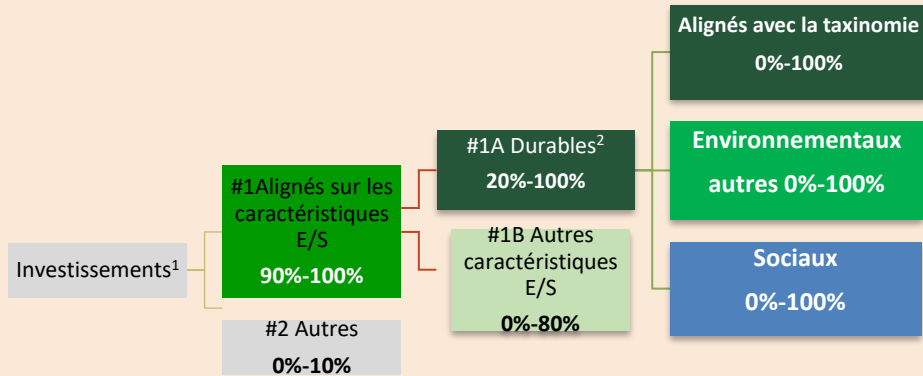 Investissements1
#1Alignés sur les
caractéristiques
E/S
90%-100%
#2 Autres
0%-10%
#1A Durables2
20%-100%
#1B Autres
caractéristiques
E/S
0%-80%
Alignés avec la taxinomie
0%-100%
Environnementaux
autres 0%-100%
Sociaux
0%-100%